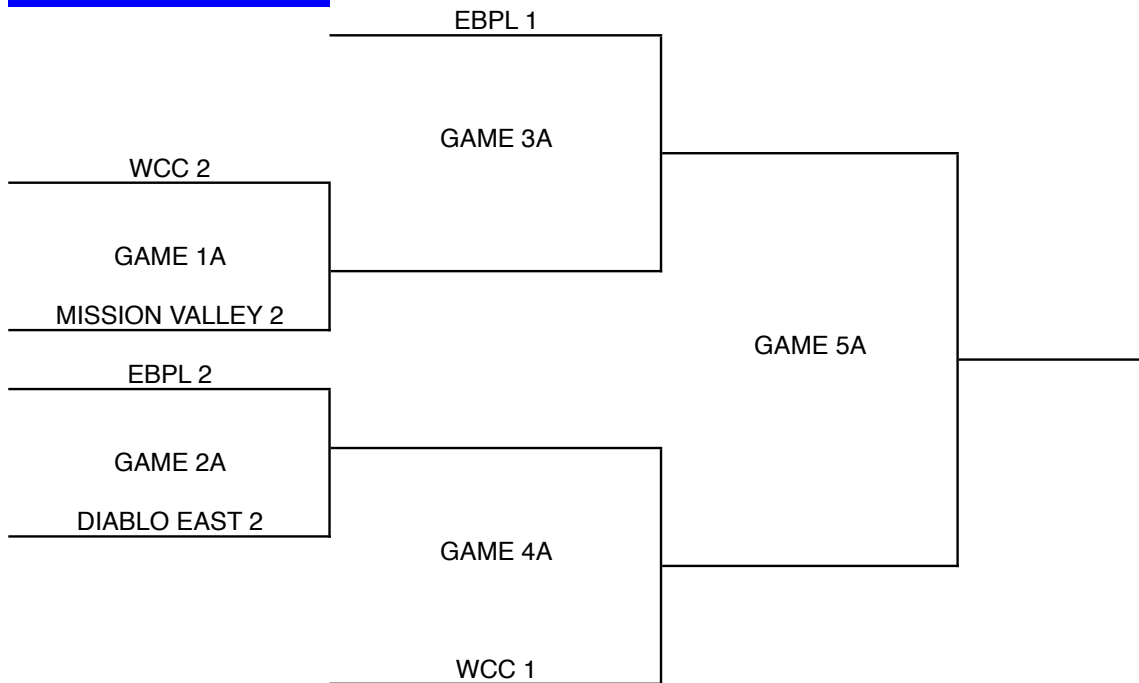 EBPL 1
GAME 3A
WCC 2
GAME 1A
MISSION VALLEY 2
GAME 5A
EBPL 2
GAME 2A
DIABLO EAST 2
GAME 4A
WCC 1